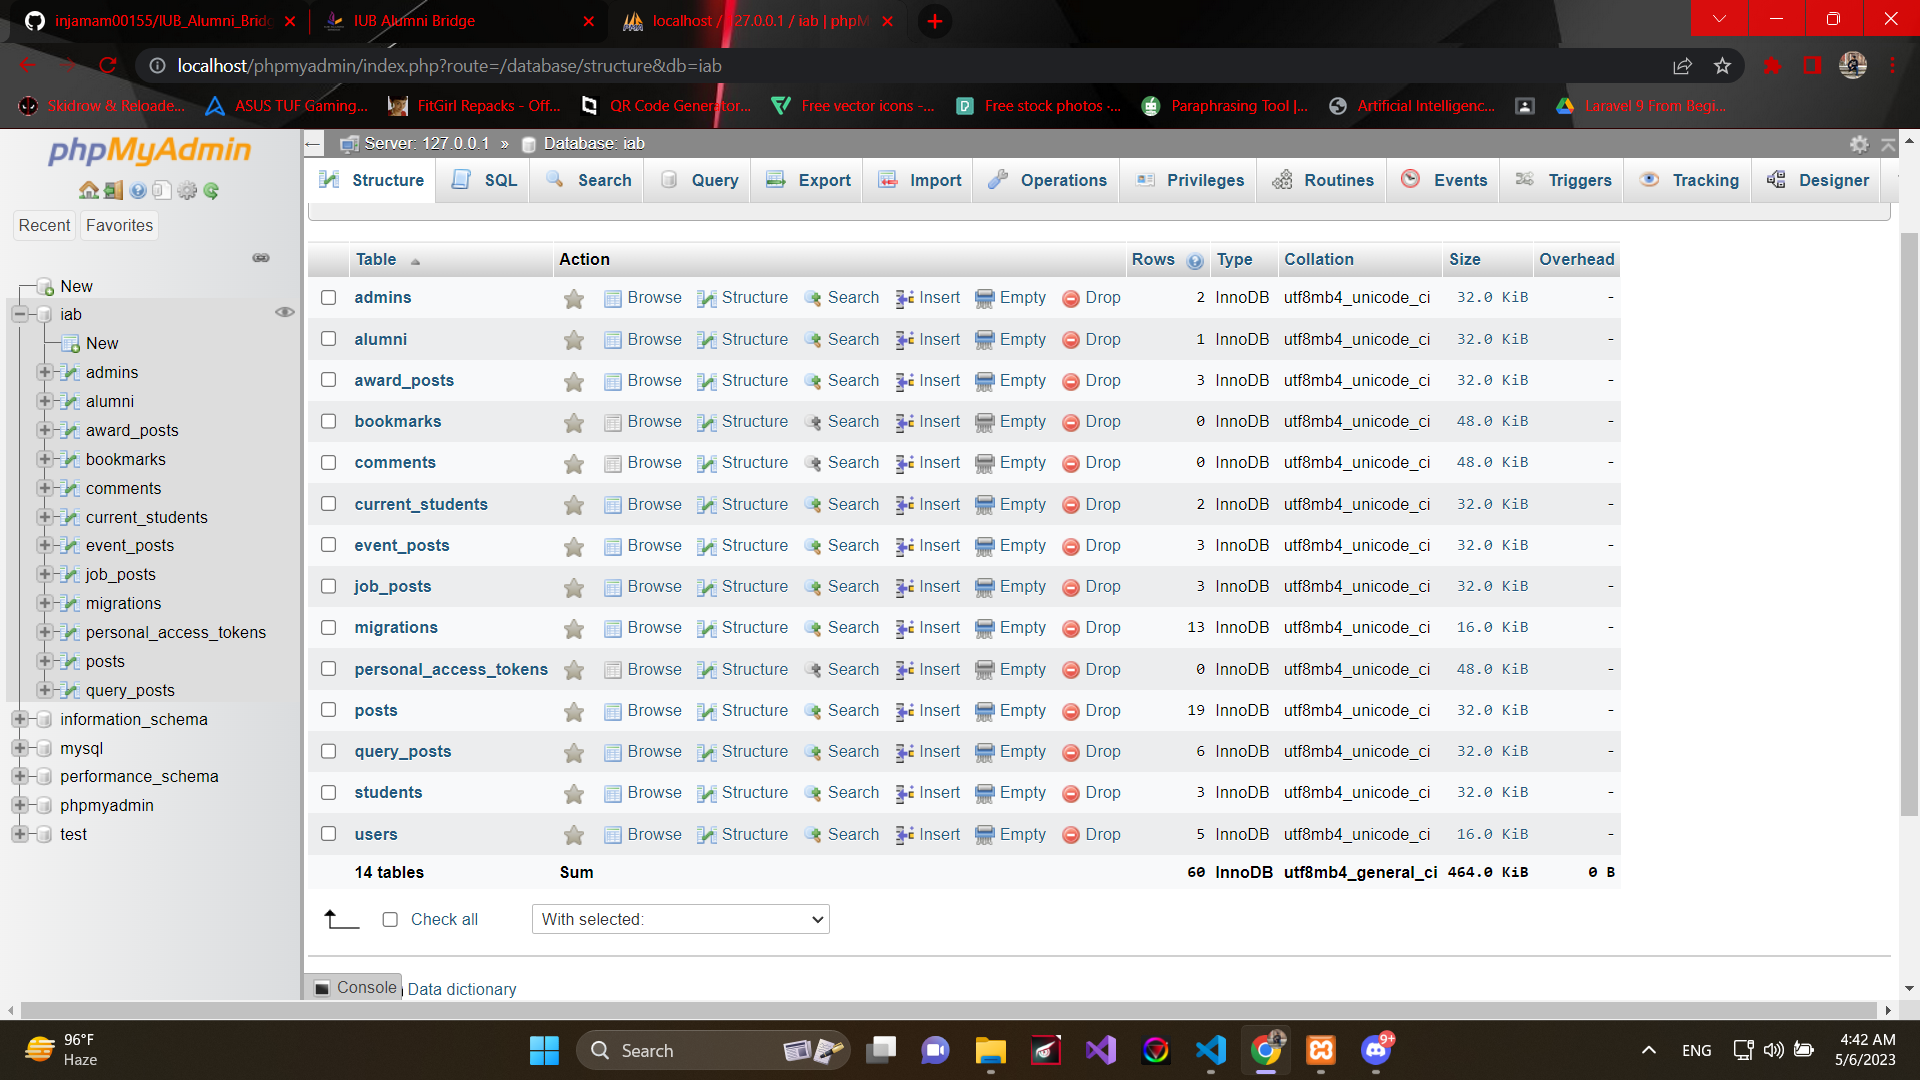 injamam00155/IUB_Alumni_Bridg
IUB Alumni Bridge
localhost / 127.0.0.1 / iab | phpM
localhost/phpmyadmin/index.php?route=/database/structure&db=iab
Skidrow & Reloade...
ASUS TUF Gaming...
FitGirl Repacks - Off...
QR Code Generator...
Free vector icons -...
Free stock photos -...
Paraphrasing Tool |...
Artificial Intelligenc...
Laravel 9 From Begi...
phpMyAdmin
Recent Favorites
New
iab
New
admins
alumni
award_posts
bookmarks
comments
current_students
event_posts
job_posts
migrations
personal_access_tokens
posts
query_posts
information_schema
mysql
performance_schema
phpmyadmin
test
Server: 127.0.0.1 » Database: iab
Structure SQL Search Query Export Import Operations Privileges Routines Events Triggers Tracking Designer
Table Action Rows Type Collation Size Overhead
admins Browse Structure Search Insert Empty Drop 2 InnoDB utf8mb4_unicode_ci 32.0 KiB -
alumni Browse Structure Search Insert Empty Drop 1 InnoDB utf8mb4_unicode_ci 32.0 KiB -
award_posts Browse Structure Search Insert Empty Drop 3 InnoDB utf8mb4_unicode_ci 32.0 KiB -
bookmarks Browse Structure Search Insert Empty Drop 0 InnoDB utf8mb4_unicode_ci 48.0 KiB -
comments Browse Structure Search Insert Empty Drop 0 InnoDB utf8mb4_unicode_ci 48.0 KiB -
current_students Browse Structure Search Insert Empty Drop 2 InnoDB utf8mb4_unicode_ci 32.0 KiB -
event_posts Browse Structure Search Insert Empty Drop 3 InnoDB utf8mb4_unicode_ci 32.0 KiB -
job_posts Browse Structure Search Insert Empty Drop 3 InnoDB utf8mb4_unicode_ci 32.0 KiB -
migrations Browse Structure Search Insert Empty Drop 13 InnoDB utf8mb4_unicode_ci 16.0 KiB -
personal_access_tokens Browse Structure Search Insert Empty Drop 0 InnoDB utf8mb4_unicode_ci 48.0 KiB -
posts Browse Structure Search Insert Empty Drop 19 InnoDB utf8mb4_unicode_ci 32.0 KiB -
query_posts Browse Structure Search Insert Empty Drop 6 InnoDB utf8mb4_unicode_ci 32.0 KiB -
students Browse Structure Search Insert Empty Drop 3 InnoDB utf8mb4_unicode_ci 32.0 KiB -
users Browse Structure Search Insert Empty Drop 5 InnoDB utf8mb4_unicode_ci 16.0 KiB -
14 tables Sum 60 InnoDB utf8mb4_general_ci 464.0 KiB 0 B
Check all With selected:
Console Data dictionary
96°F
Haze
Search
9+
ENG
4:42 AM
5/6/2023